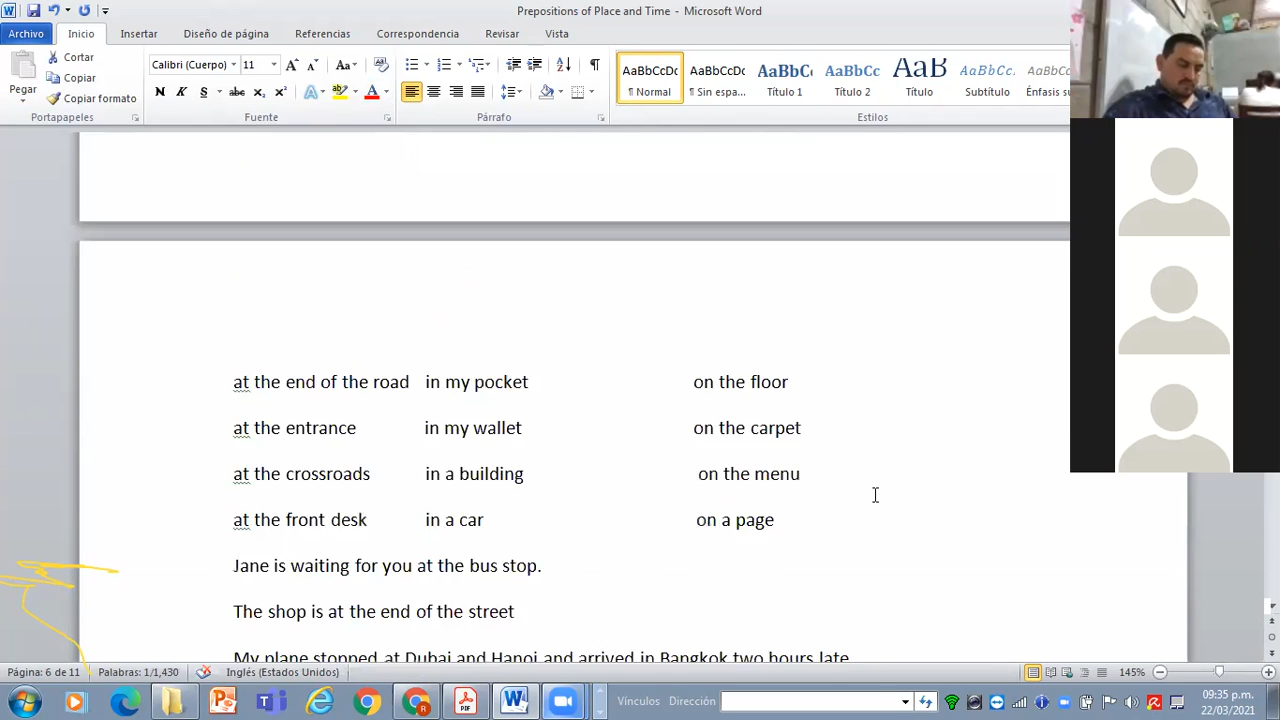 Prepositions of Place and Time - Microsoft Word
Archivo Inicio Insertar Diseño de página Referencias Correspondencia Revisar Vista
Pegar
Cortar
Copiar
Copiar formato
Portapapeles
Calibri (Cuerpo) 11
Fuente
Párrafo
AaBbCcDc AaBbCcDc AaBbC AaBbCc AaB AaBbCc. AaBbCc
¶ Normal ¶ Sin espa... Título 1 Título 2 Título Subtítulo Énfasis su
Estilos
at the end of the road in my pocket on the floor
at the entrance in my wallet on the carpet
at the crossroads in a building on the menu
at the front desk in a car on a page
Jane is waiting for you at the bus stop.
The shop is at the end of the street
My plane stopped at Dubai and Hanoi and arrived in Bangkok two hours late
Página: 6 de 11 Palabras: 1/1,430 Inglés (Estados Unidos) 145%
Vínculos Dirección
09:35 p.m.
22/03/2021